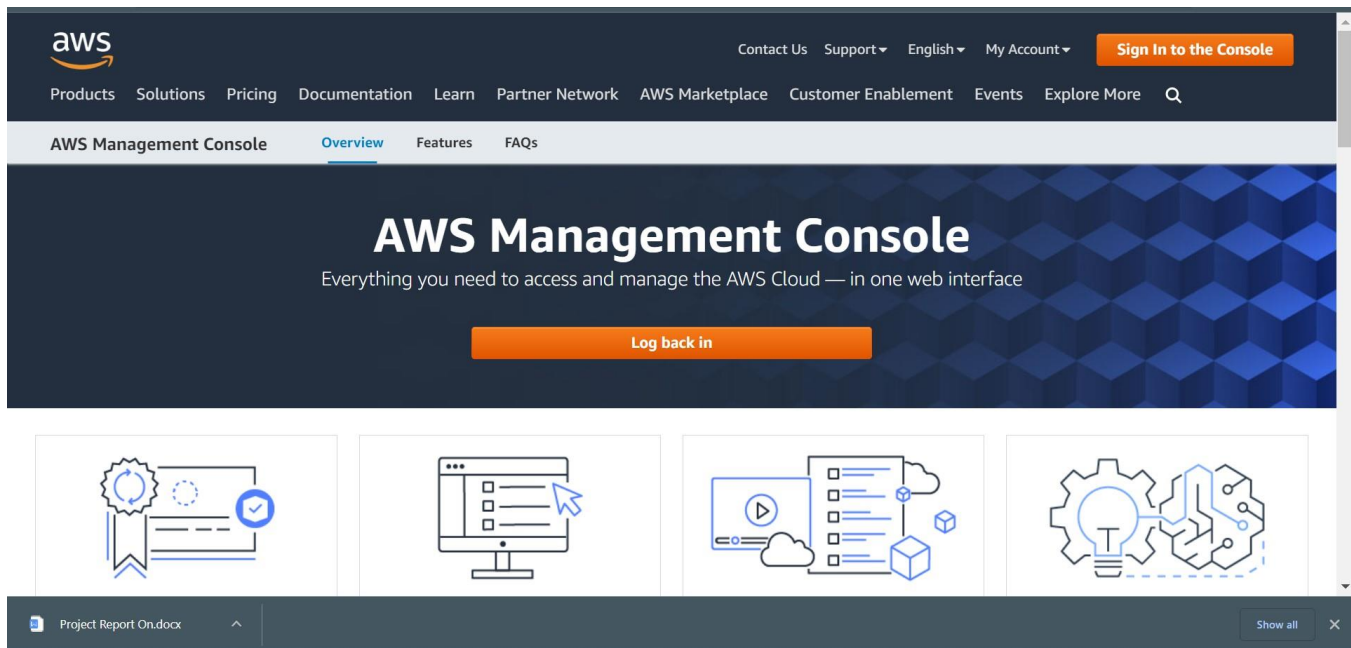 aws
Contact Us Support English My Account Sign In to the Console
Products Solutions Pricing Documentation Learn Partner Network AWS Marketplace Customer Enablement Events Explore More
AWS Management Console Overview Features FAQs
AWS Management Console
Everything you need to access and manage the AWS Cloud — in one web interface
Log back in
Project Report On.docx Show all